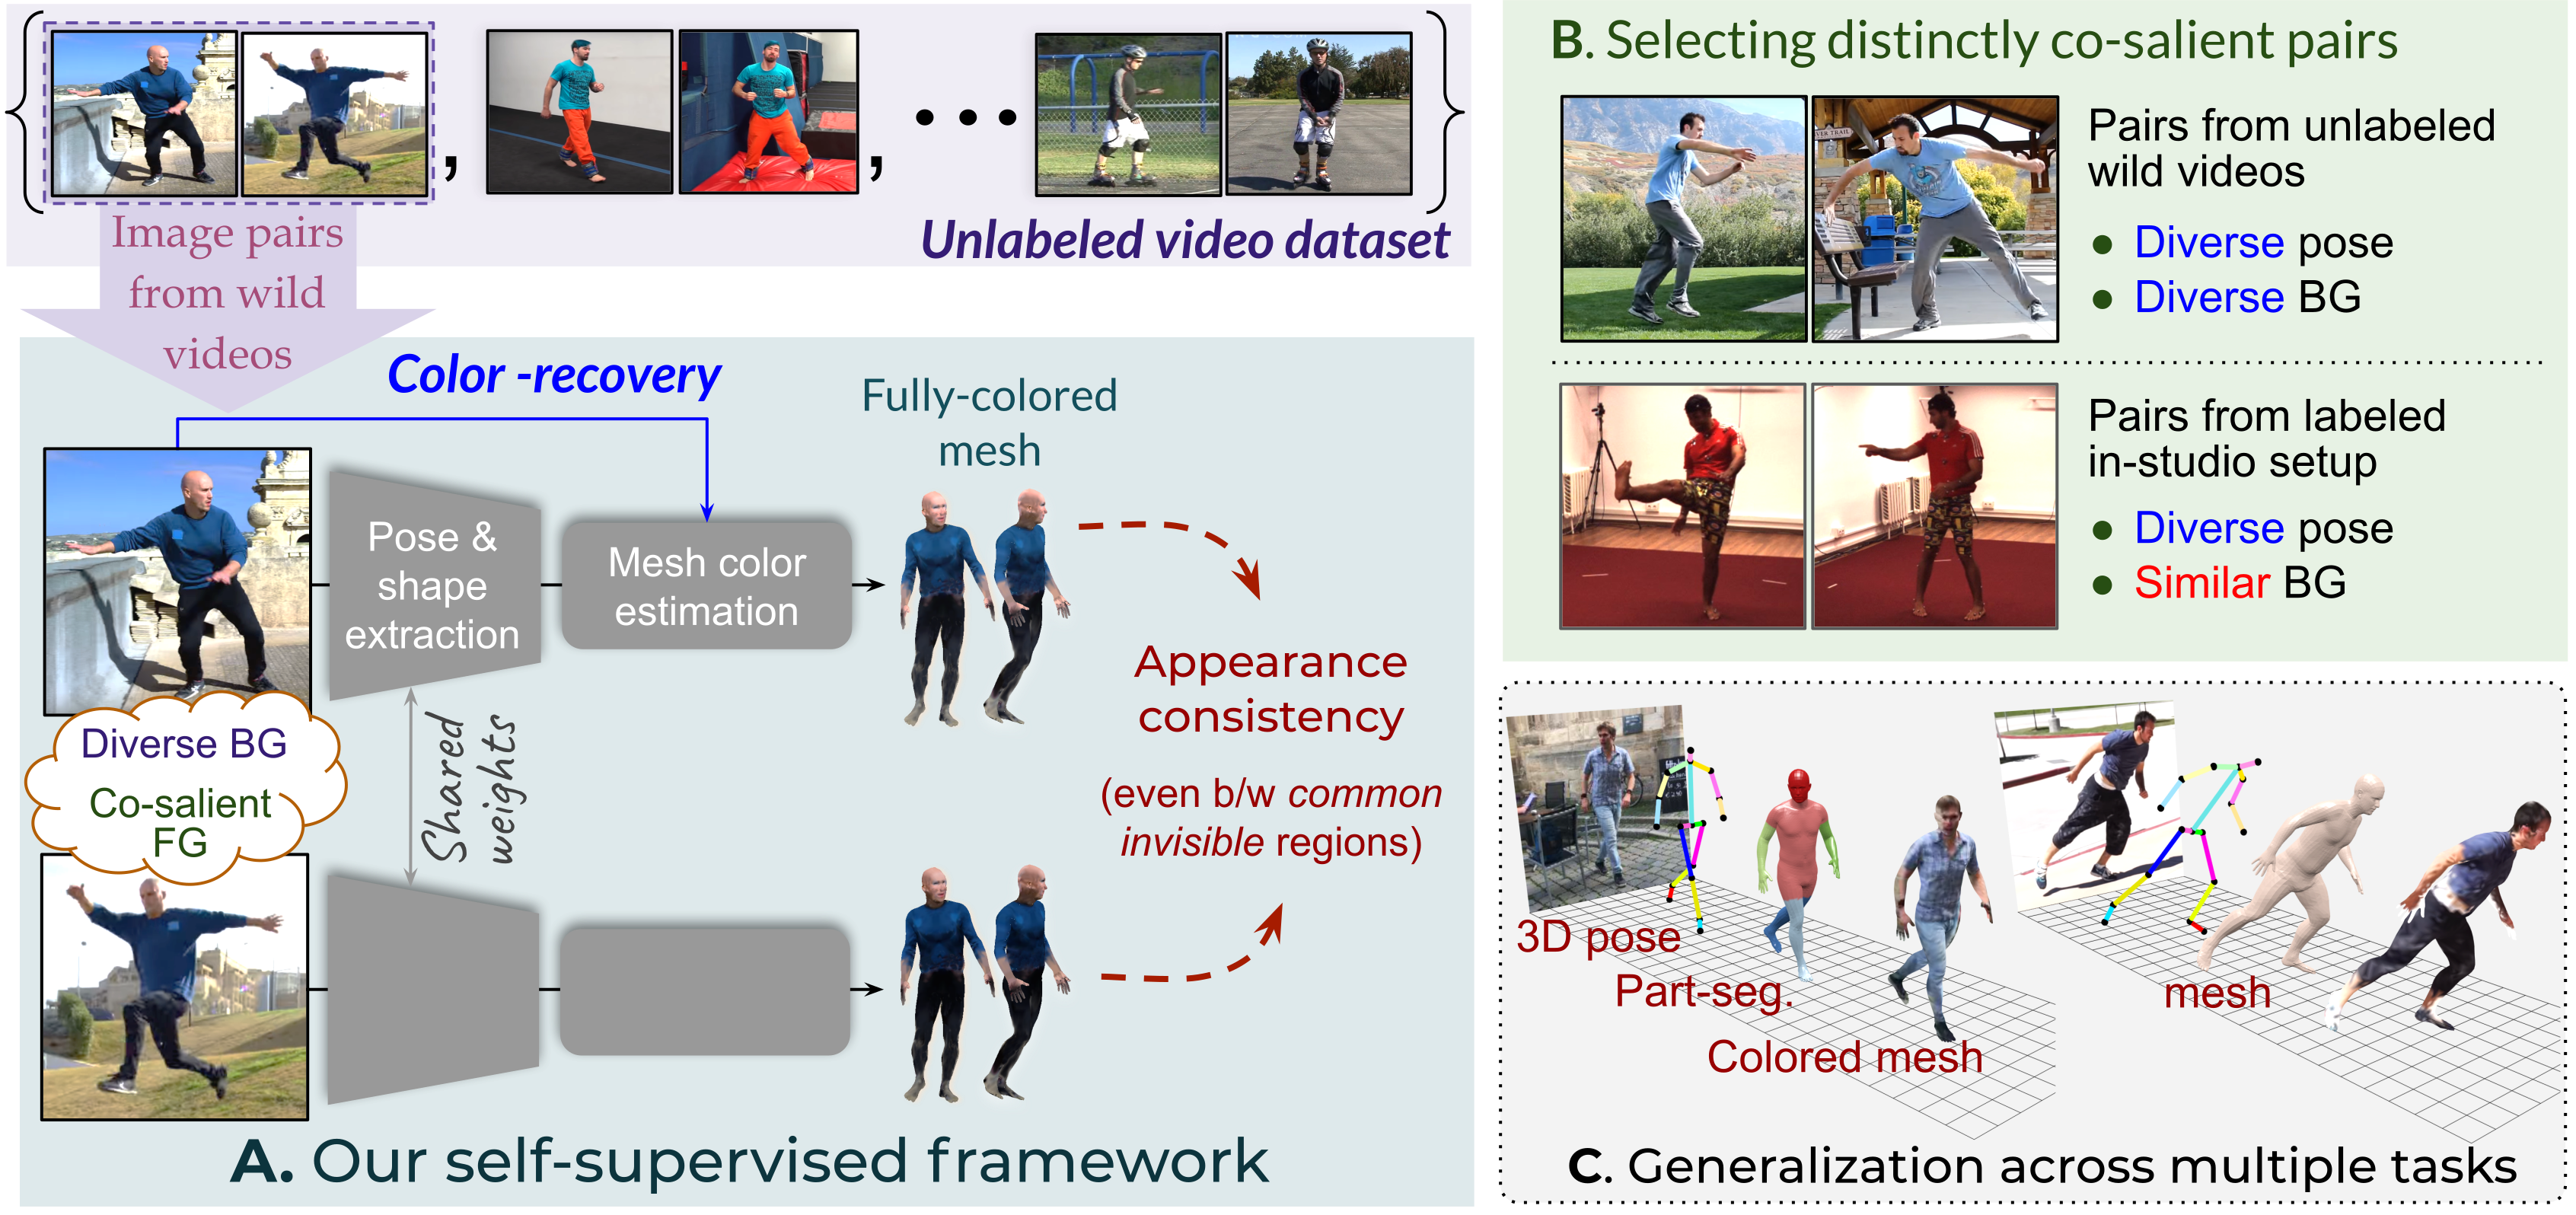 Unlabeled video dataset
Image pairs
from wild
videos
Color -recovery
Fully-colored
mesh
Pose &
shape
extraction
Mesh color
estimation
Diverse BG
Co-salient
FG
Shared
weights
Appearance
consistency
(even b/w common
invisible regions)
A. Our self-supervised framework
B. Selecting distinctly co-salient pairs
Pairs from unlabeled
wild videos
Diverse pose
Diverse BG
Pairs from labeled
in-studio setup
Diverse pose
Similar BG
3D pose
Part-seg.
Colored mesh
mesh
C. Generalization across multiple tasks